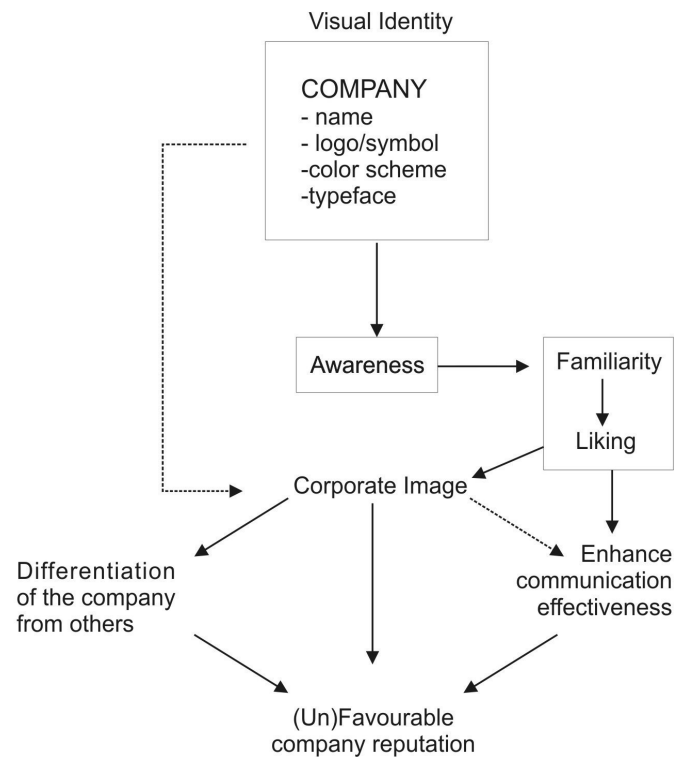 Visual Identity
COMPANY
- name
- logo/symbol
-color scheme
-typeface
Awareness
Familiarity
Liking
Corporate Image
Differentiation
of the company
from others
Enhance
communication
effectiveness
(Un)Favourable
company reputation